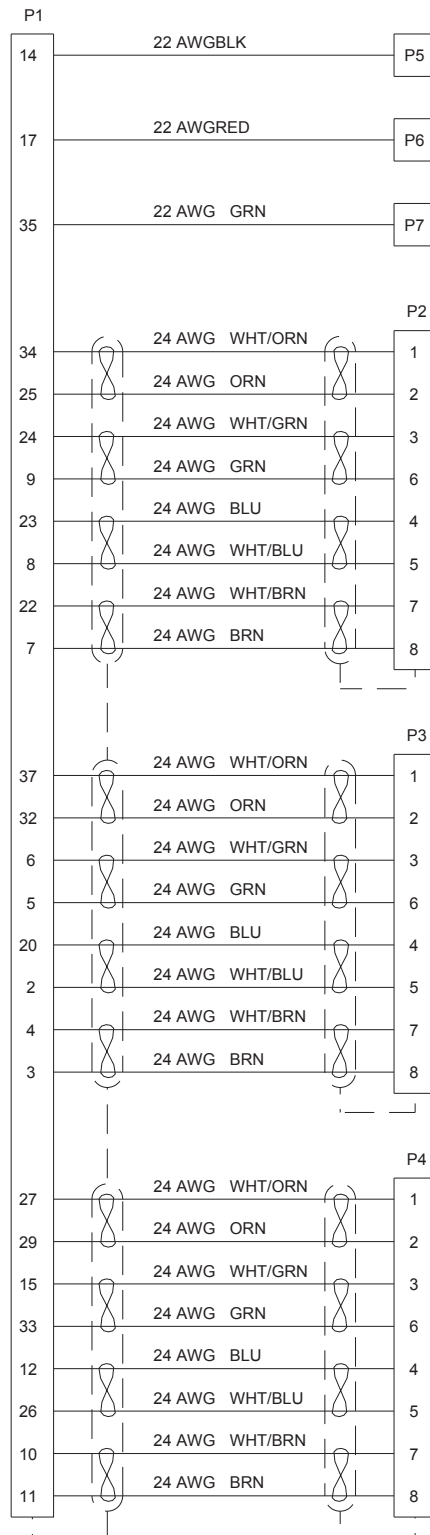 P1
14 22 AWGBLK P5
17 22 AWGRED P6
35 22 AWG GRN P7
P2
34 24 AWG WHT/ORN 1
25 24 AWG ORN 2
24 24 AWG WHT/GRN 3
9 24 AWG GRN 6
23 24 AWG BLU 4
8 24 AWG WHT/BLU 5
22 24 AWG WHT/BRN 7
7 24 AWG BRN 8
P3
37 24 AWG WHT/ORN 1
32 24 AWG ORN 2
6 24 AWG WHT/GRN 3
5 24 AWG GRN 6
20 24 AWG BLU 4
2 24 AWG WHT/BLU 5
4 24 AWG WHT/BRN 7
3 24 AWG BRN 8
P4
27 24 AWG WHT/ORN 1
29 24 AWG ORN 2
15 24 AWG WHT/GRN 3
33 24 AWG GRN 6
12 24 AWG BLU 4
26 24 AWG WHT/BLU 5
10 24 AWG WHT/BRN 7
11 24 AWG BRN 8